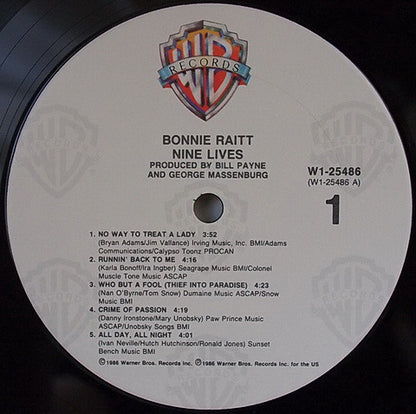 WB
RECORDS
BONNIE RAITT
NINE LIVES
PRODUCED BY BILL PAYNE
AND GEORGE MASSENBURG
W1-25486
(W1-25486 A)
1
1. NO WAY TO TREAT A LADY 3:52
(Bryan Adams/Jim Vallance) Irving Music, Inc. BMI/Adams
Communications/Calypso Toonz PROCAN
2. RUNNIN' BACK TO ME 4:16
(Karla Bonoff/Ira Ingber) Seagrape Music BMI/Colonel
Muscle Tone Music ASCAP
3. WHO BUT A FOOL (THIEF INTO PARADISE) 4:23
(Nan O'Byrne/Tom Snow) Dumaine Music ASCAP/Snow
Music BMI
4. CRIME OF PASSION 4:19
(Danny Ironstone/Mary Unobsky) Paw Prince Music
ASCAP/Unobsky Songs BMI
5. ALL DAY, ALL NIGHT 4:01
(Ivan Neville/Hutch Hutchinson/Ronald Jones) Sunset
Bench Music BMI
©1986 Warner Bros. Records Inc. ℗1986 Warner Bros. Records Inc. for the US